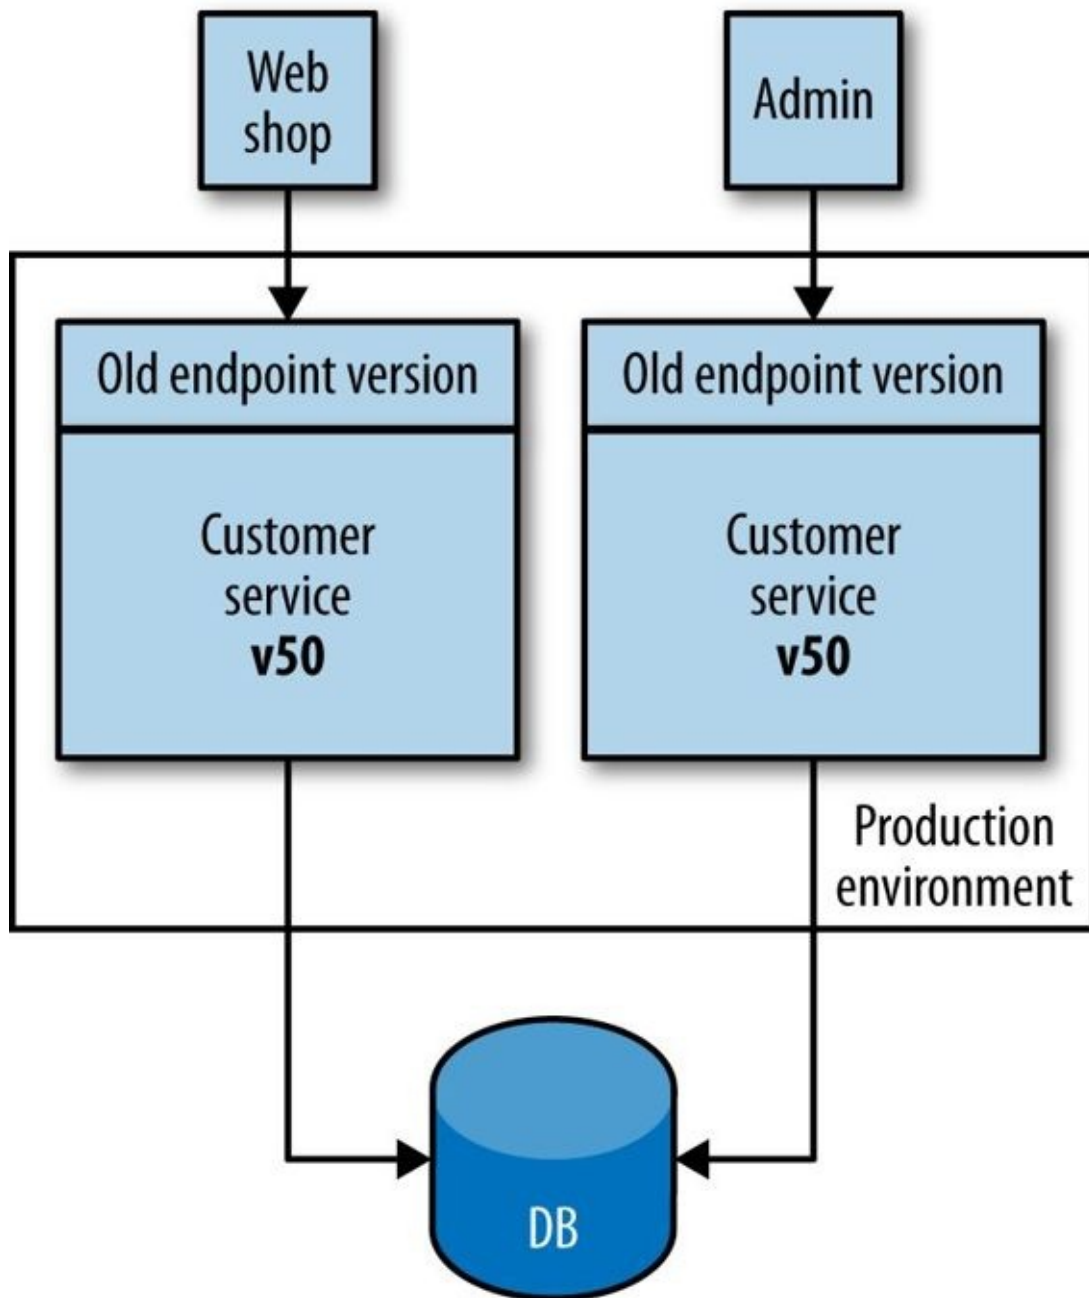 Web
shop
Admin
Old endpoint version
Old endpoint version
Customer
service
v50
Customer
service
v50
Production
environment
DB